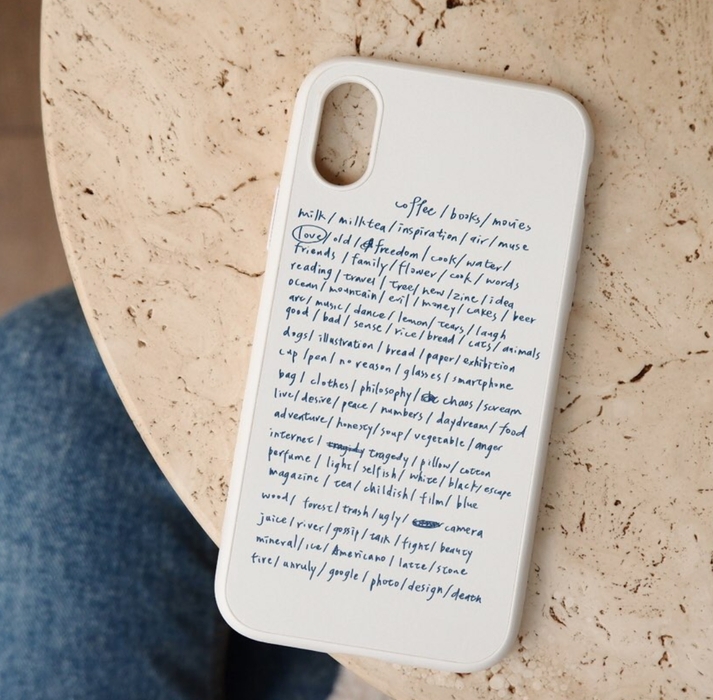 coffee / books / movies
milk / milktea / inspiration / air / muse
love / old / freedom / cook / water /
friends / family / flower / cook / words
reading / travel / tree / new / zine / idea
ocean / mountain / evil / money / cakes / beer
art / music / dance / lemon / tears / laugh
good / bad / sense / rice / bread / cats / animals
dogs / illustration / bread / paper / exhibition
cup / pen / no reason / glasses / smartphone
bag / clothes / philosophy / chaos / scream
live / desire / peace / numbers / daydream / food
adventure / honesty / soup / vegetable / anger
internet / tragedy / pillow / cotton
perfume / light / selfish / white / black / escape
magazine / tea / childish / film / blue
wood / forest / trash / ugly / camera
juice / river / gossip / talk / fight / beauty
mineral / ice / Americano / latte / stone
fire / unruly / google / photo / design / death